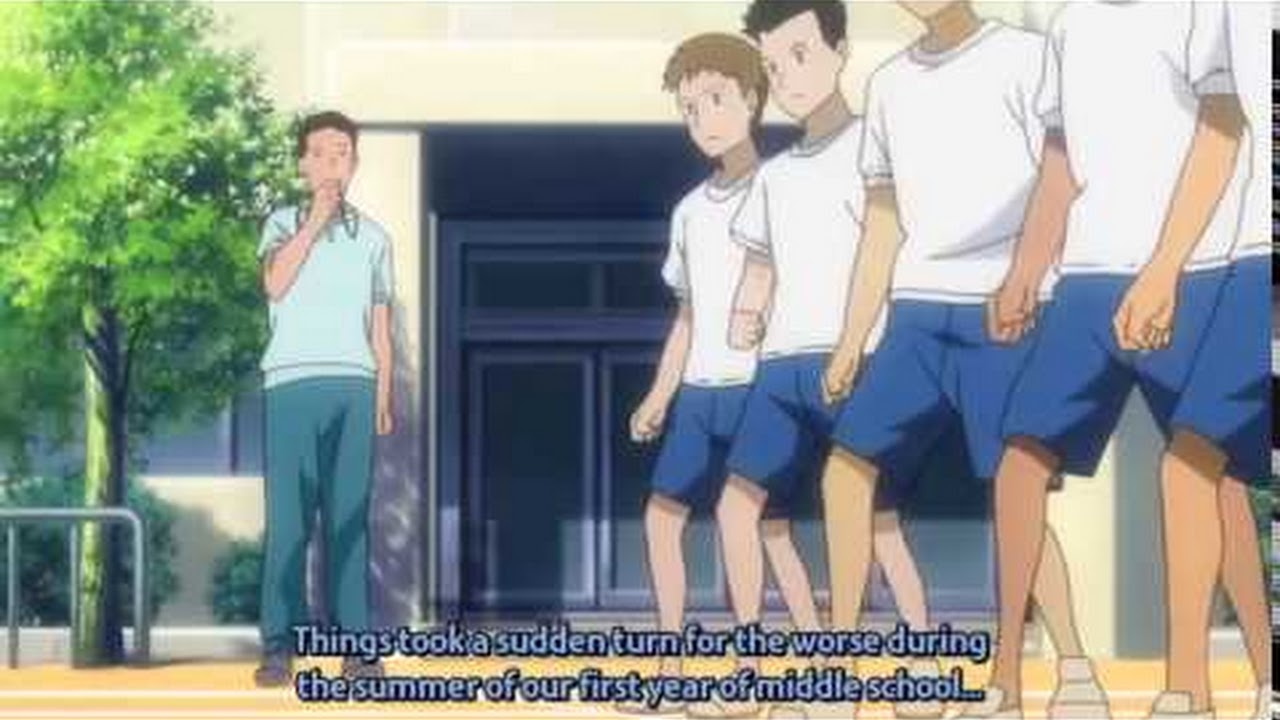 Things took a sudden turn for the worse during
the summer of our first year of middle school...